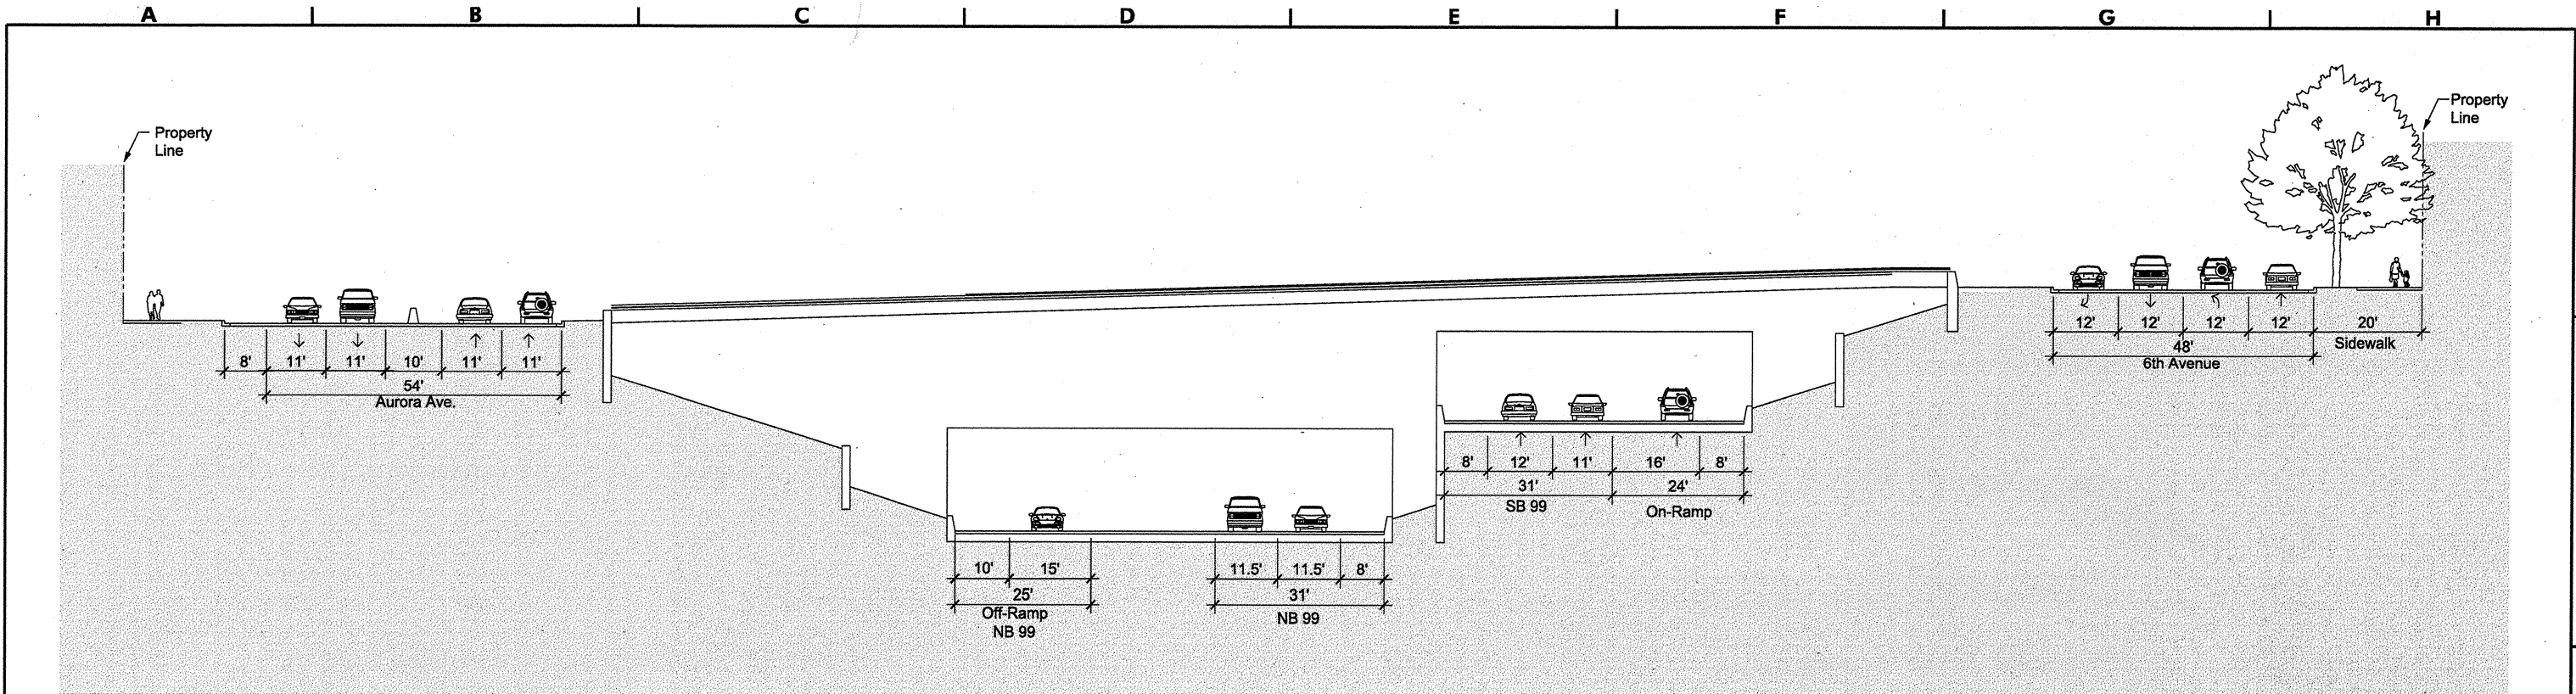 A B C D E F G H
Property
Line
Property
Line
8' 11' 11' 10' 11' 11'
54'
Aurora Ave.
12' 12' 12' 12' 20'
Sidewalk
48'
6th Avenue
8' 12' 11' 16' 8'
31' 24'
SB 99 On-Ramp
10' 15' 11.5' 11.5' 8'
25' 31'
Off-Ramp
NB 99 NB 99